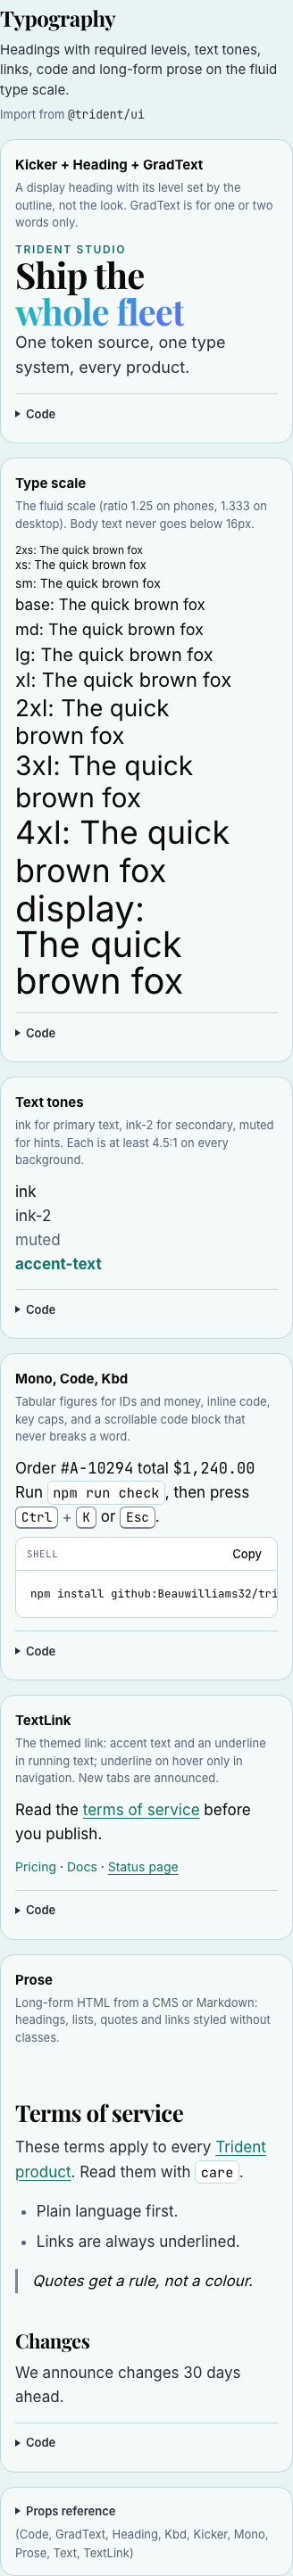 Typography
Headings with required levels, text tones,
links, code and long-form prose on the fluid
type scale.
Import from @trident/ui
Kicker + Heading + GradText
A display heading with its level set by the
outline, not the look. GradText is for one or two
words only.
TRIDENT STUDIO
Ship the
whole fleet
One token source, one type
system, every product.
Code
Type scale
The fluid scale (ratio 1.25 on phones, 1.333 on
desktop). Body text never goes below 16px.
2xs: The quick brown fox
xs: The quick brown fox
sm: The quick brown fox
base: The quick brown fox
md: The quick brown fox
lg: The quick brown fox
xl: The quick brown fox
2xl: The quick
brown fox
3xl: The quick
brown fox
4xl: The quick
brown fox
display:
The quick
brown fox
Code
Text tones
ink for primary text, ink-2 for secondary, muted
for hints. Each is at least 4.5:1 on every
background.
ink
ink-2
muted
accent-text
Code
Mono, Code, Kbd
Tabular figures for IDs and money, inline code,
key caps, and a scrollable code block that
never breaks a word.
Order #A-10294 total $1,240.00
Run npm run check, then press
Ctrl + K or Esc.
SHELL Copy
npm install github:Beauwilliams32/tri
Code
TextLink
The themed link: accent text and an underline
in running text; underline on hover only in
navigation. New tabs are announced.
Read the terms of service before
you publish.
Pricing · Docs · Status page
Code
Prose
Long-form HTML from a CMS or Markdown:
headings, lists, quotes and links styled without
classes.
Terms of service
These terms apply to every Trident
product. Read them with care.
• Plain language first.
• Links are always underlined.
Quotes get a rule, not a colour.
Changes
We announce changes 30 days
ahead.
Code
Props reference
(Code, GradText, Heading, Kbd, Kicker, Mono,
Prose, Text, TextLink)